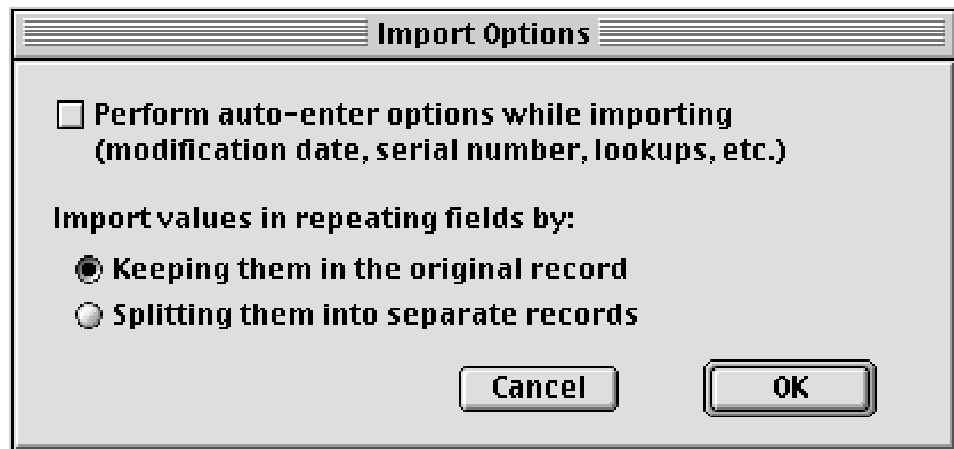 Import Options
Perform auto-enter options while importing
(modification date, serial number, lookups, etc.)
Import values in repeating fields by:
Keeping them in the original record
Splitting them into separate records
Cancel OK